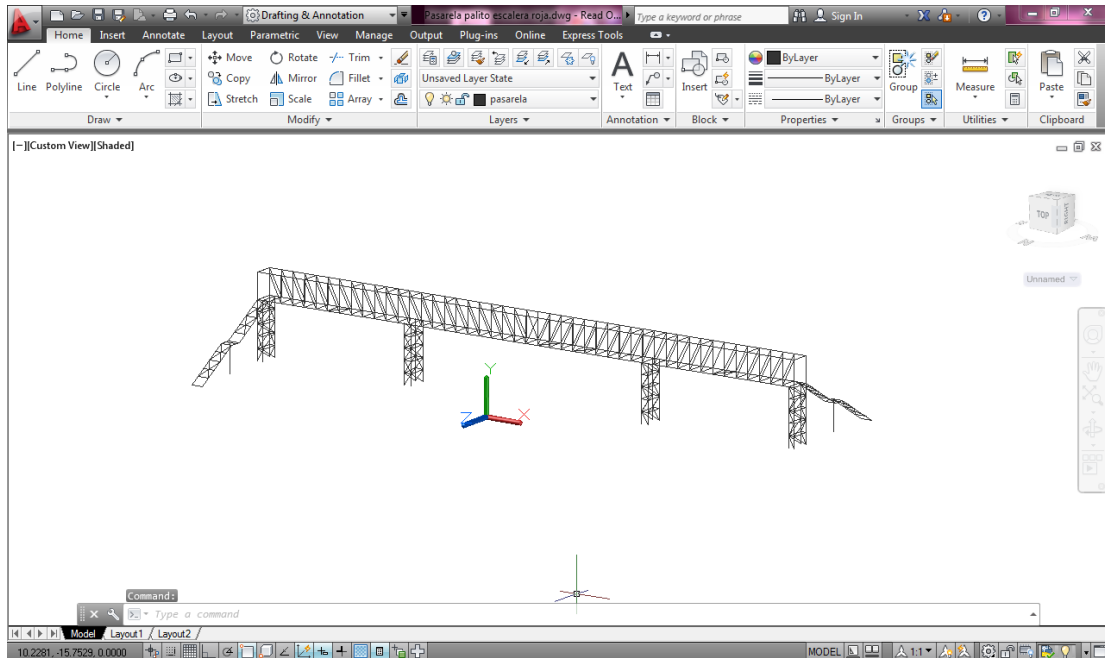 Drafting & Annotation
Pasarela palito escalera roja.dwg - Read O...
Type a keyword or phrase
Sign In
Home Insert Annotate Layout Parametric View Manage Output Plug-ins Online Express Tools
Line Polyline Circle Arc
Move Rotate Trim
Copy Mirror Fillet
Stretch Scale Array
Unsaved Layer State
pasarela
Text
Insert
ByLayer
ByLayer
ByLayer
Group
Measure
Paste
Draw Modify Layers Annotation Block Properties Groups Utilities Clipboard
[−][Custom View][Shaded]
TOP
Unnamed
Y
Z X
Command:
Type a command
Model Layout1 Layout2
10.2281, -15.7529, 0.0000
MODEL
1:1